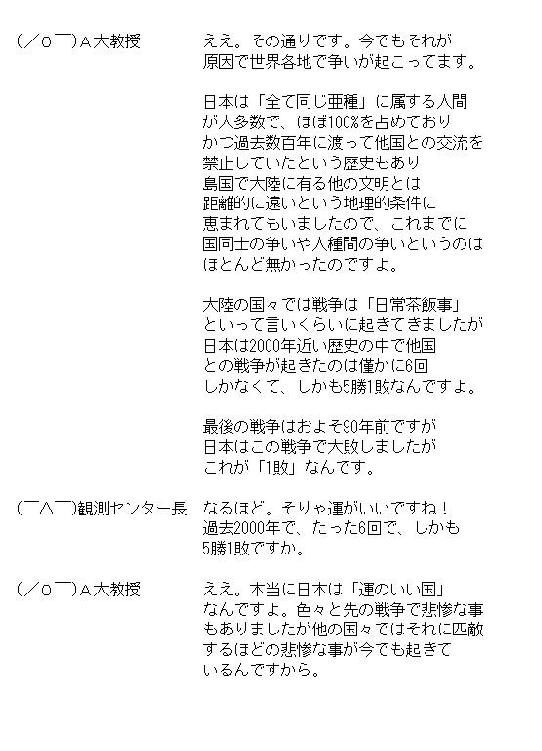 (／０￣)Ａ大教授　ええ。その通りです。今でもそれが
原因で世界各地で争いが起こってます。
日本は「全て同じ亜種」に属する人間
が大多数で、ほぼ100%を占めており
かつ過去数百年に渡って他国との交流を
禁止していたという歴史もあり
島国で大陸に有る他の文明とは
距離的に遠いという地理的条件に
恵まれてもいましたので、これまでに
国同士の争いや人種間の争いというのは
ほとんど無かったのですよ。
大陸の国々では戦争は「日常茶飯事」
といって言いくらいに起きてきましたが
日本は2000年近い歴史の中で他国
との戦争が起きたのは僅かに6回
しかなくて、しかも5勝1敗なんですよ。
最後の戦争はおよそ90年前ですが
日本はこの戦争で大敗しましたが
これが「1敗」なんです。
(￣∧￣)観測センター長　なるほど。そりゃ運がいいですね！
過去2000年で、たった6回で、しかも
5勝1敗ですか。
(／０￣)Ａ大教授　ええ。本当に日本は「運のいい国」
なんですよ。色々と先の戦争で悲惨な事
もありましたが他の国々ではそれに匹敵
するほどの悲惨な事が今でも起きて
いるんですから。